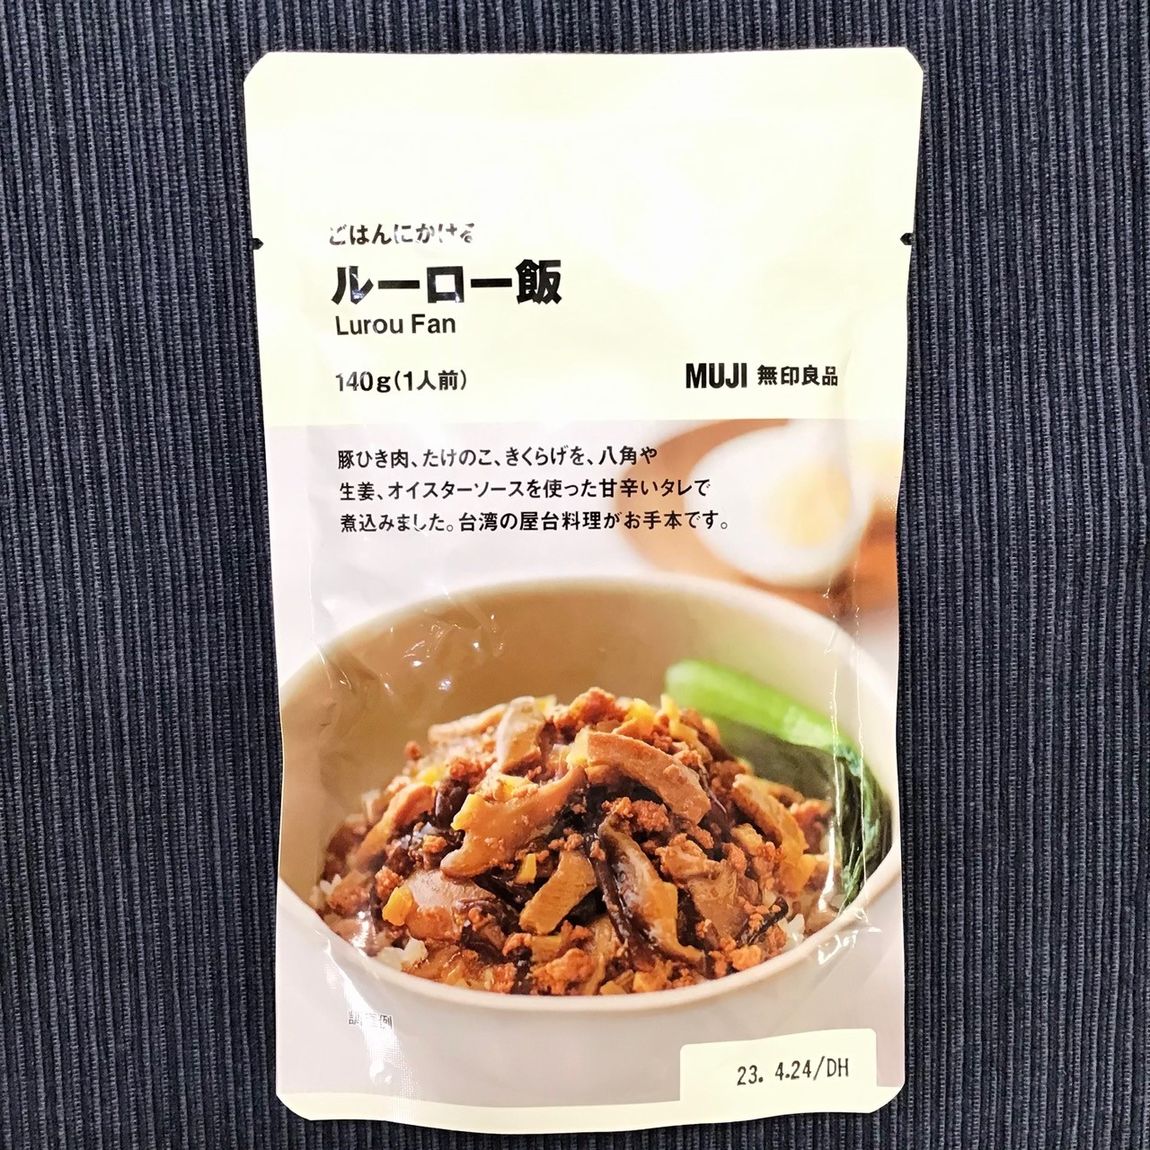 ごはんにかける
ルーロー飯
Lurou Fan
140g(1人前)
MUJI 無印良品
豚ひき肉、たけのこ、きくらげを、八角や
生姜、オイスターソースを使った甘辛いタレで
煮込みました。台湾の屋台料理がお手本です。
調理例
23. 4.24/DH